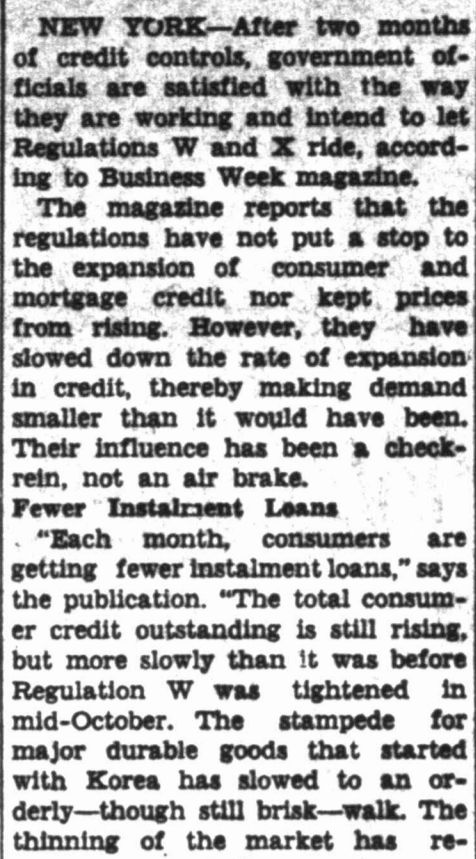 NEW YORK—After two months
of credit controls, government of-
ficials are satisfied with the way
they are working and intend to let
Regulations W and X ride, accord-
ing to Business Week magazine.
The magazine reports that the
regulations have not put a stop to
the expansion of consumer and
mortgage credit nor kept prices
from rising. However, they have
slowed down the rate of expansion
in credit, thereby making demand
smaller than it would have been.
Their influence has been a check-
rein, not an air brake.
Fewer Instalment Loans
"Each month, consumers are
getting fewer instalment loans," says
the publication. "The total consum-
er credit outstanding is still rising,
but more slowly than it was before
Regulation W was tightened in
mid-October. The stampede for
major durable goods that started
with Korea has slowed to an or-
derly—though still brisk—walk. The
thinning of the market has re-